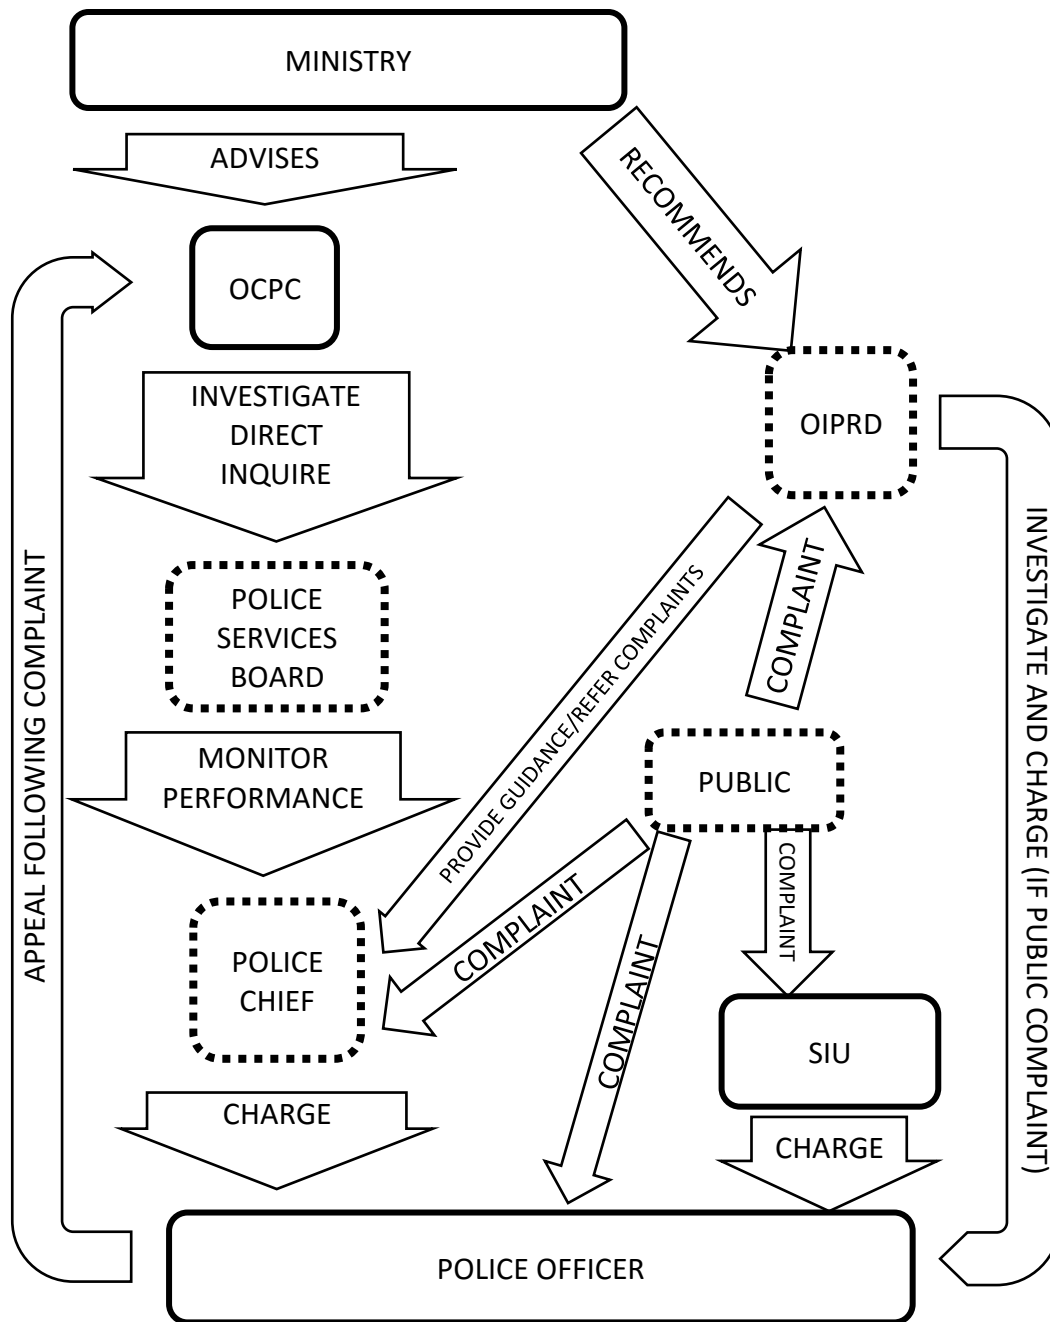 MINISTRY
ADVISES
RECOMMENDS
OCPC
INVESTIGATE
DIRECT
INQUIRE
OIPRD
COMPLAINT
PROVIDE GUIDANCE/REFER COMPLAINTS
POLICE
SERVICES
BOARD
APPEAL FOLLOWING COMPLAINT
INVESTIGATE AND CHARGE (IF PUBLIC COMPLAINT)
MONITOR
PERFORMANCE
PUBLIC
COMPLAINT
COMPLAINT
COMPLAINT
POLICE
CHIEF
SIU
CHARGE
CHARGE
POLICE OFFICER